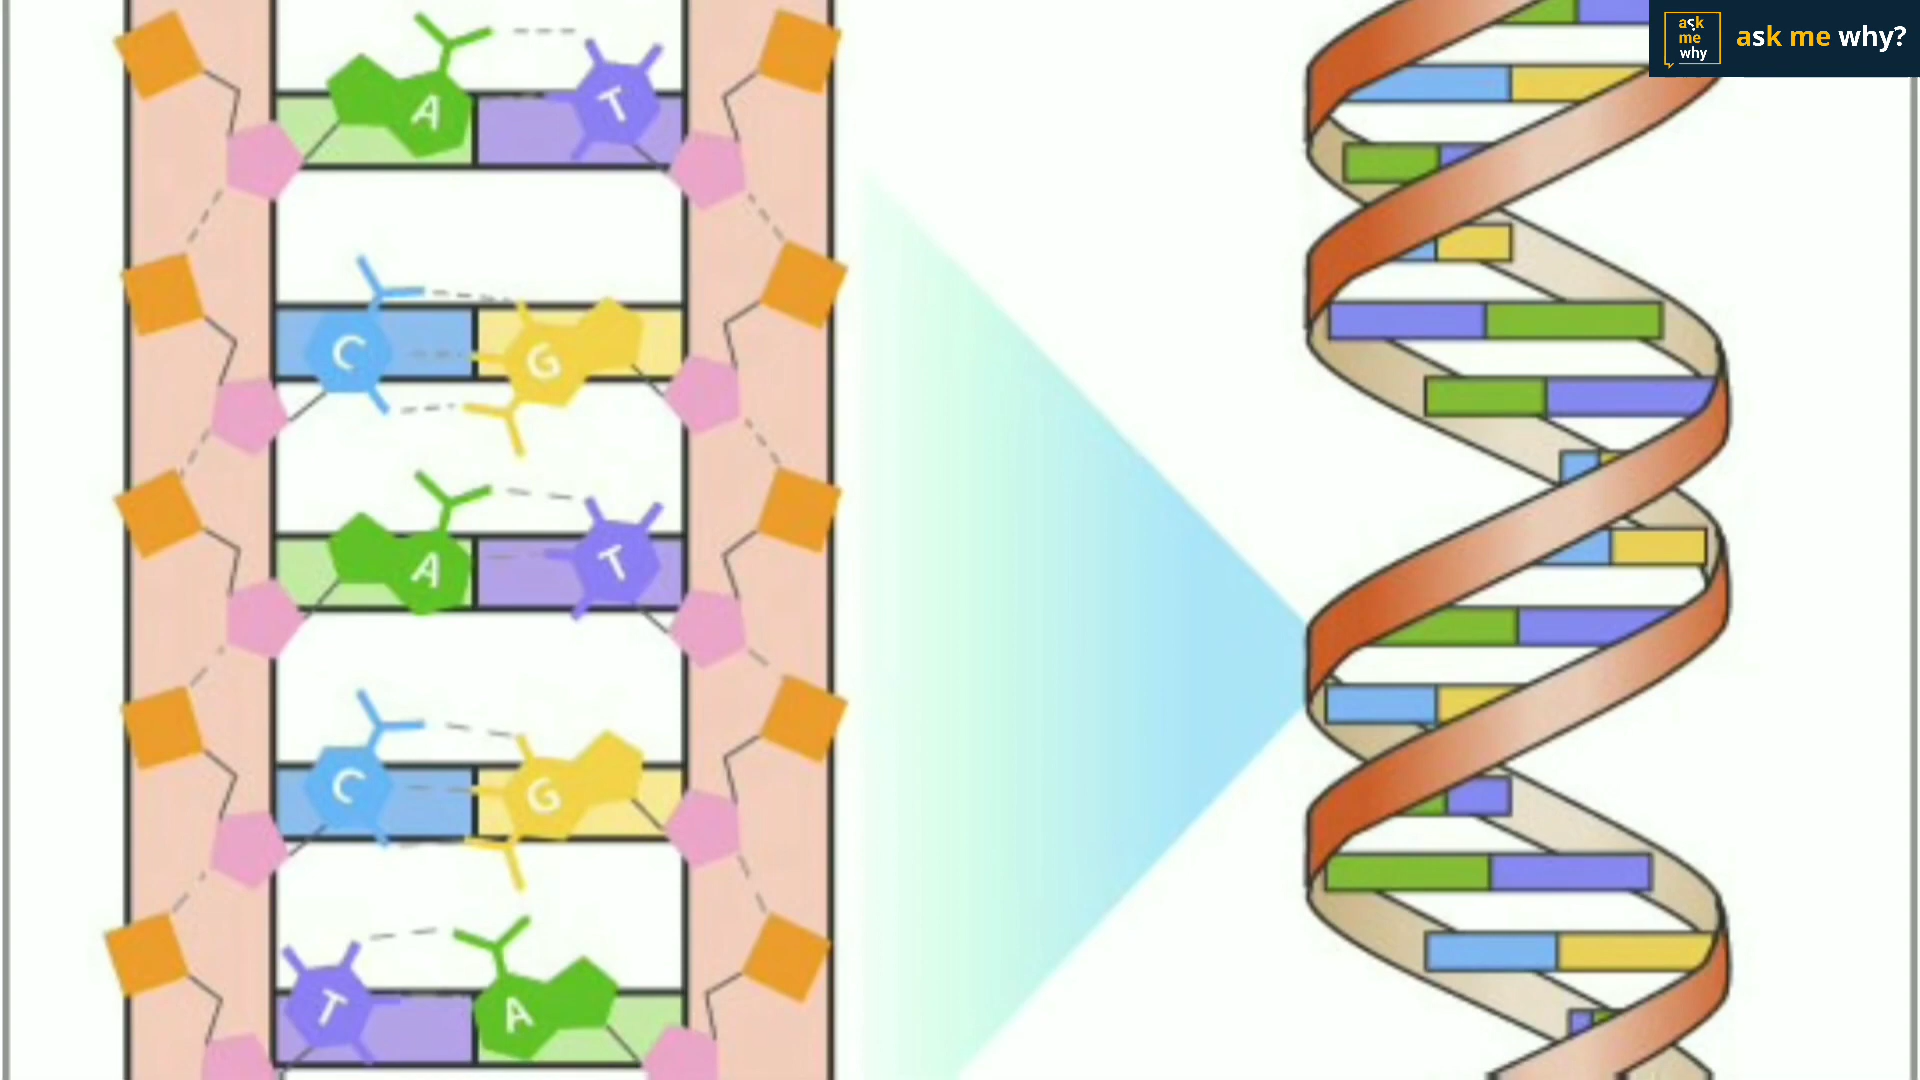 ask
me
why
ask me why?
A T
C G
A T
C G
T A